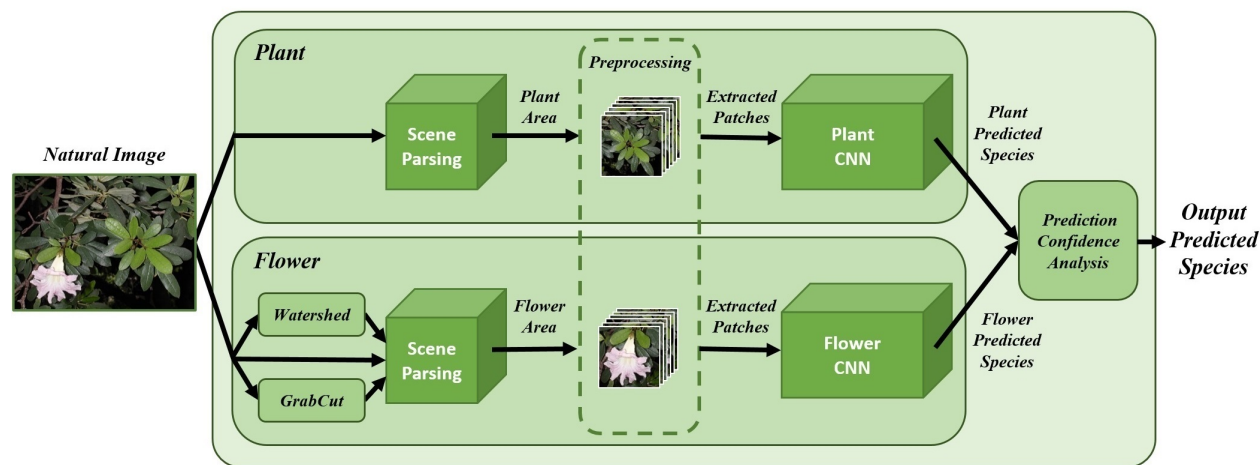 Natural Image
Plant
Scene
Parsing
Plant
Area
Preprocessing
Extracted
Patches
Plant
CNN
Plant
Predicted
Species
Flower
Watershed
GrabCut
Scene
Parsing
Flower
Area
Extracted
Patches
Flower
CNN
Flower
Predicted
Species
Prediction
Confidence
Analysis
Output
Predicted
Species